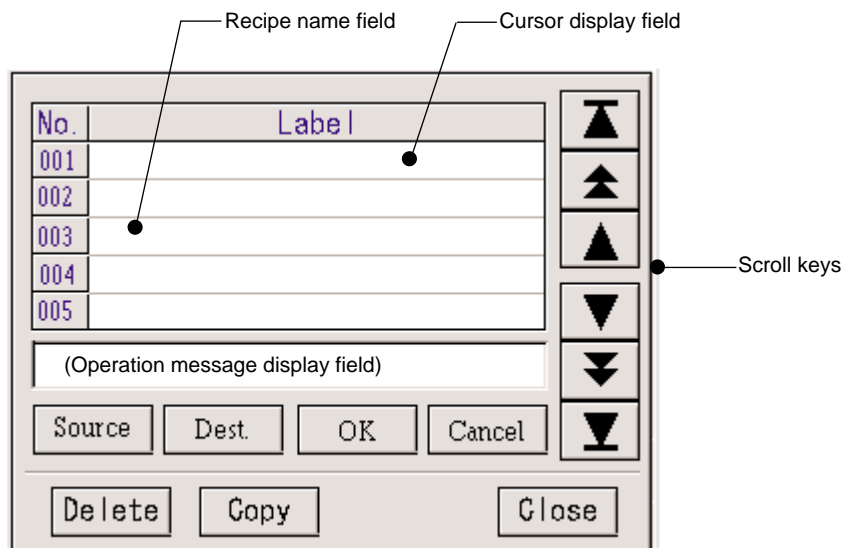 Recipe name field
Cursor display field
No. Label
001
002
003
004
005
Scroll keys
(Operation message display field)
Source Dest. OK Cancel
Delete Copy Close